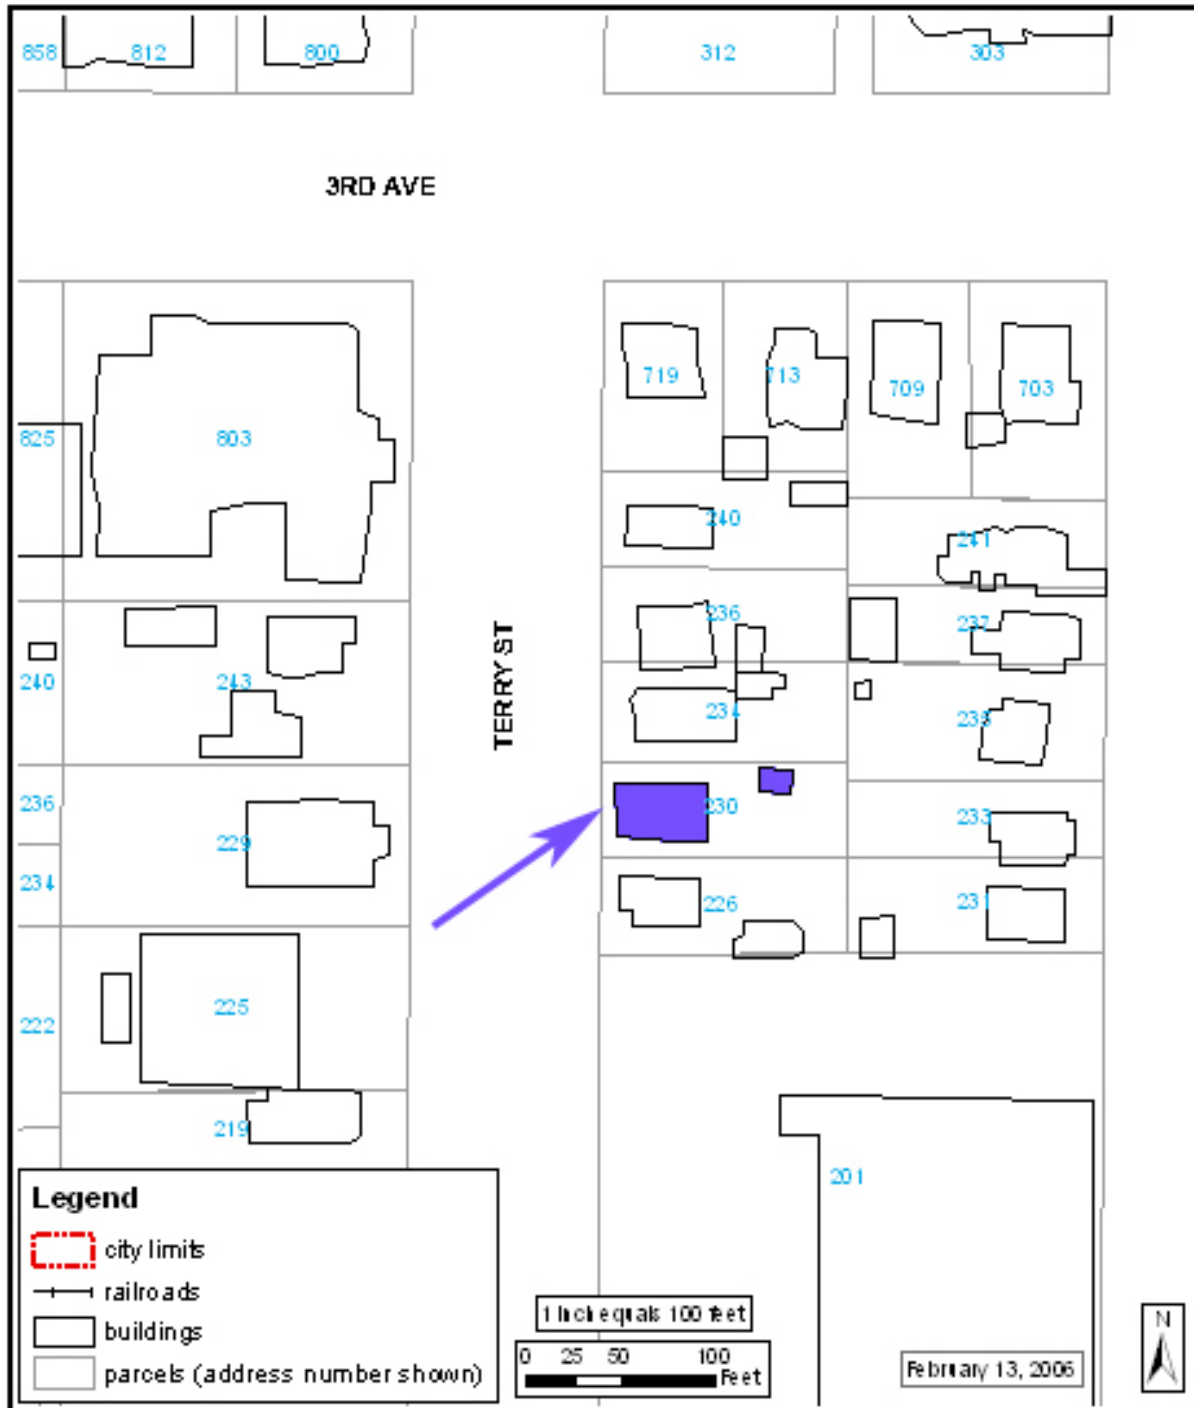 858 812 800 312 303
3RD AVE
719 713 709 703
825 803
240 241
236 237
TERRY ST
240 243 234 235
236 229 230 233
234 226 231
222 225
219
201
Legend
city limits
railroads
buildings
parcels (address number shown)
1 inch equals 100 feet
0 25 50 100
Feet
February 13, 2006
N